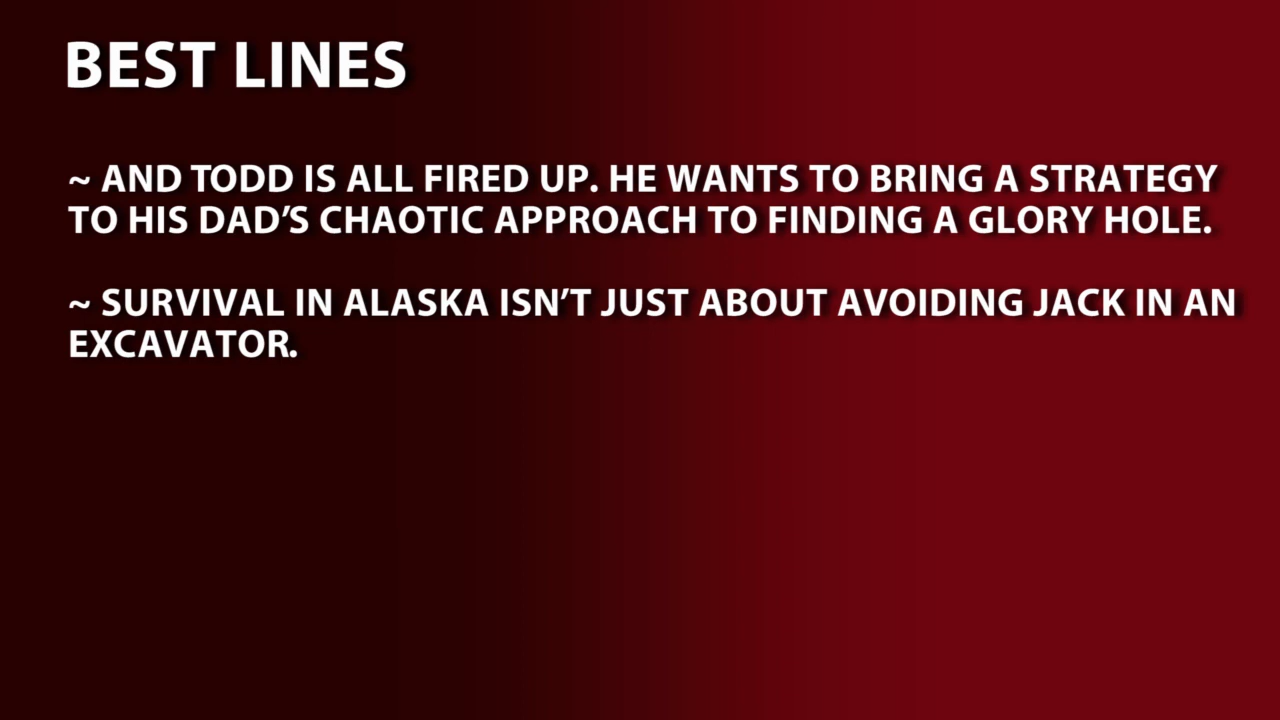 BEST LINES
~ AND TODD IS ALL FIRED UP. HE WANTS TO BRING A STRATEGY
TO HIS DAD’S CHAOTIC APPROACH TO FINDING A GLORY HOLE.
~ SURVIVAL IN ALASKA ISN’T JUST ABOUT AVOIDING JACK IN AN
EXCAVATOR.